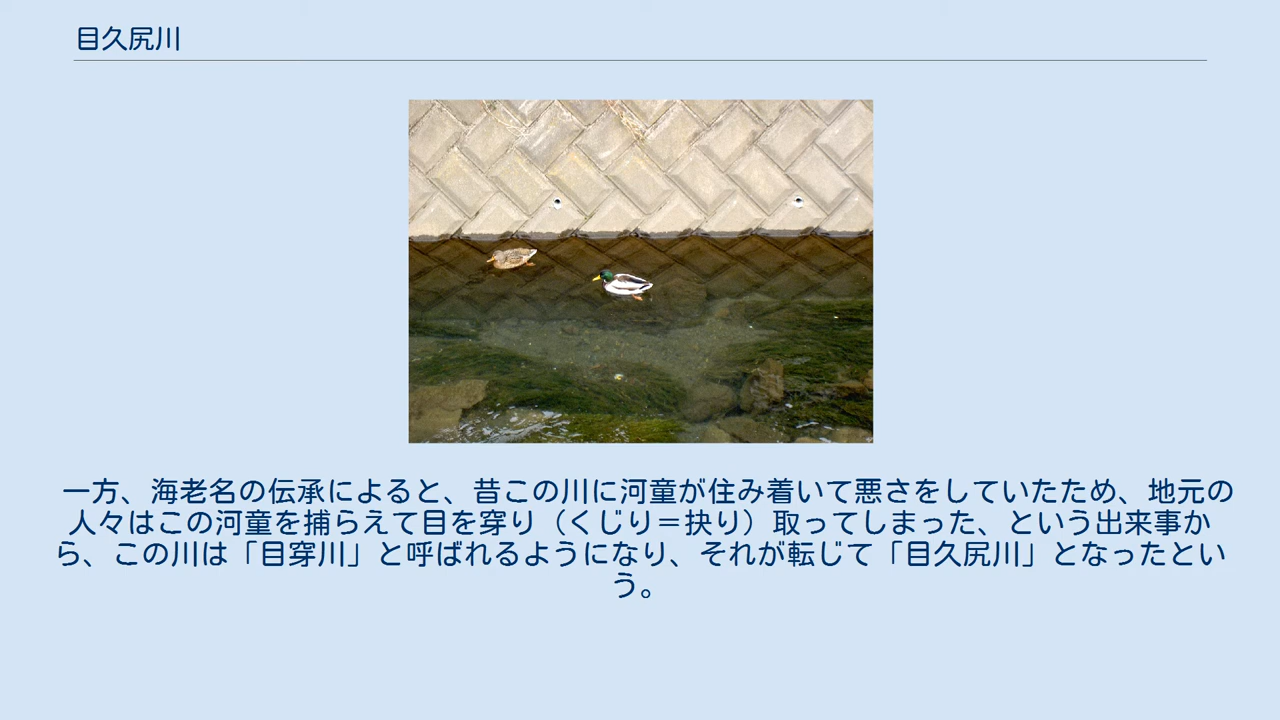 目久尻川
一方、海老名の伝承によると、昔この川に河童が住み着いて悪さをしていたため、地元の
人々はこの河童を捕らえて目を穿り（くじり＝抉り）取ってしまった、という出来事か
ら、この川は「目穿川」と呼ばれるようになり、それが転じて「目久尻川」となったとい
う。